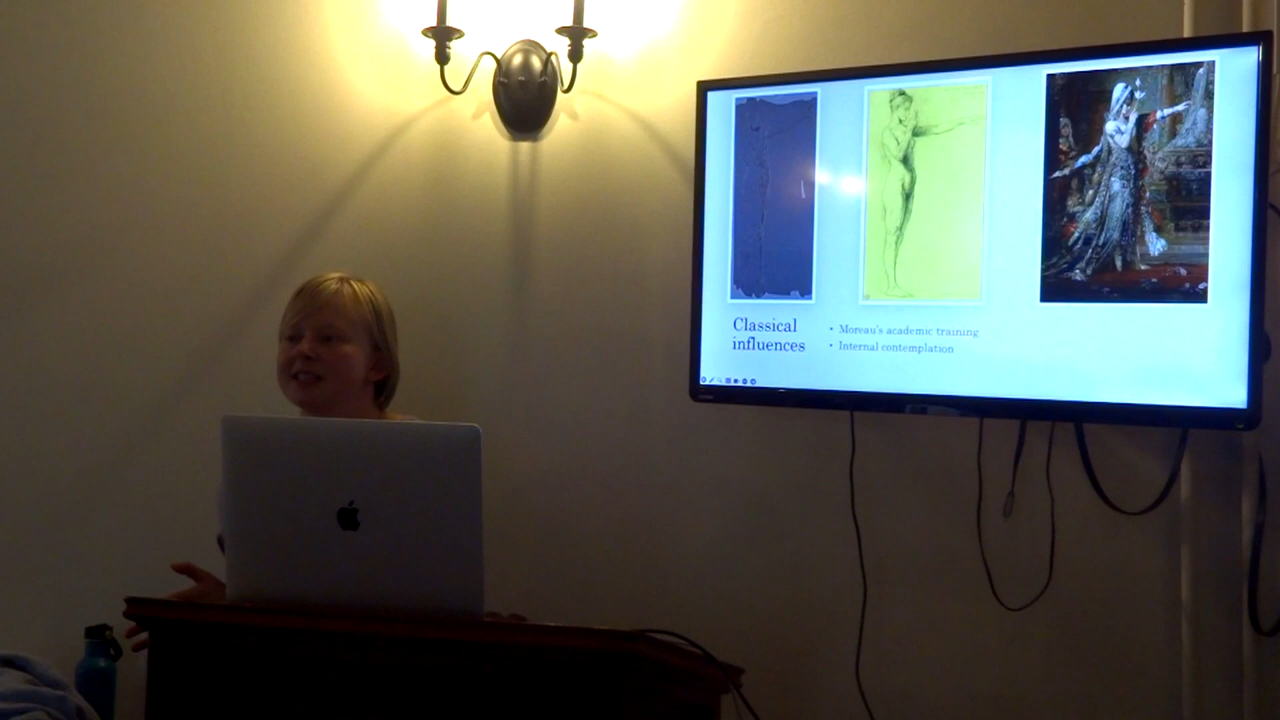 Classical
influences
• Moreau's academic training
• Internal contemplation